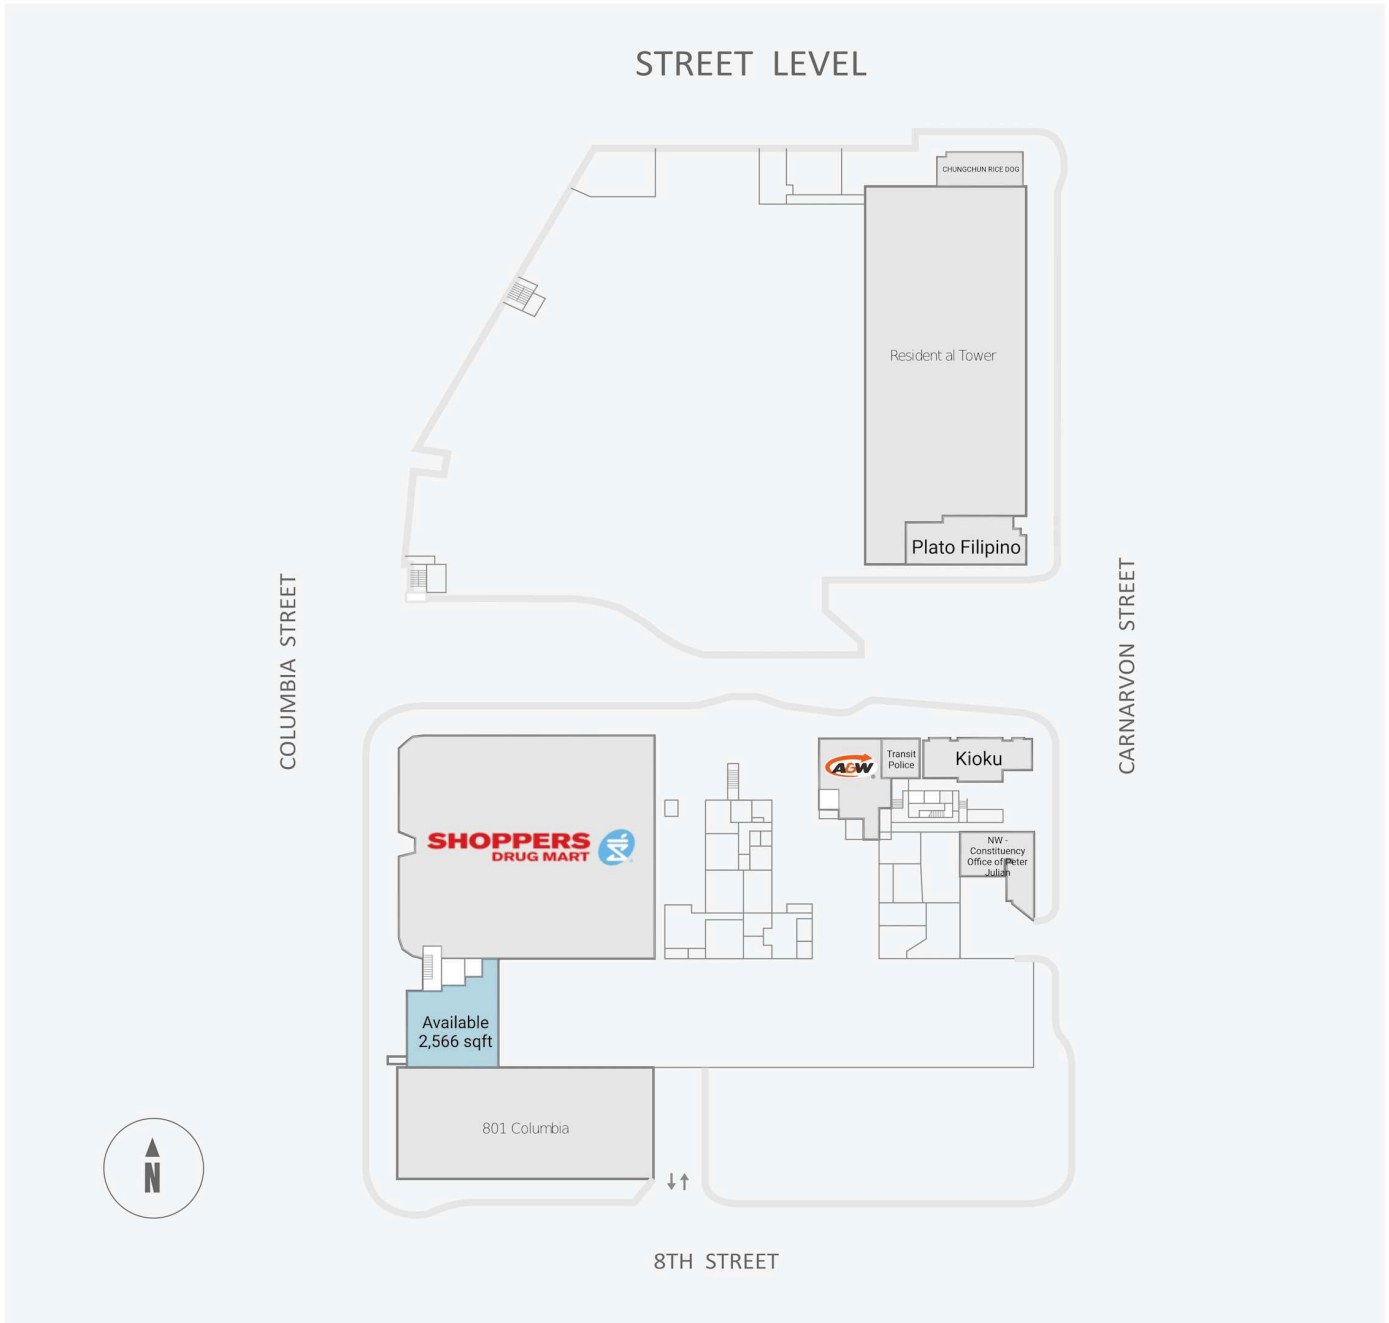 STREET LEVEL
CHUNGCHUN RICE DOG
Resident al Tower
Plato Filipino
COLUMBIA STREET
CARNARVON STREET
A&W
Transit
Police
Kioku
SHOPPERS
DRUG MART
NW -
Constituency
Office of Peter
Julian
Available
2,566 sqft
801 Columbia
N
8TH STREET